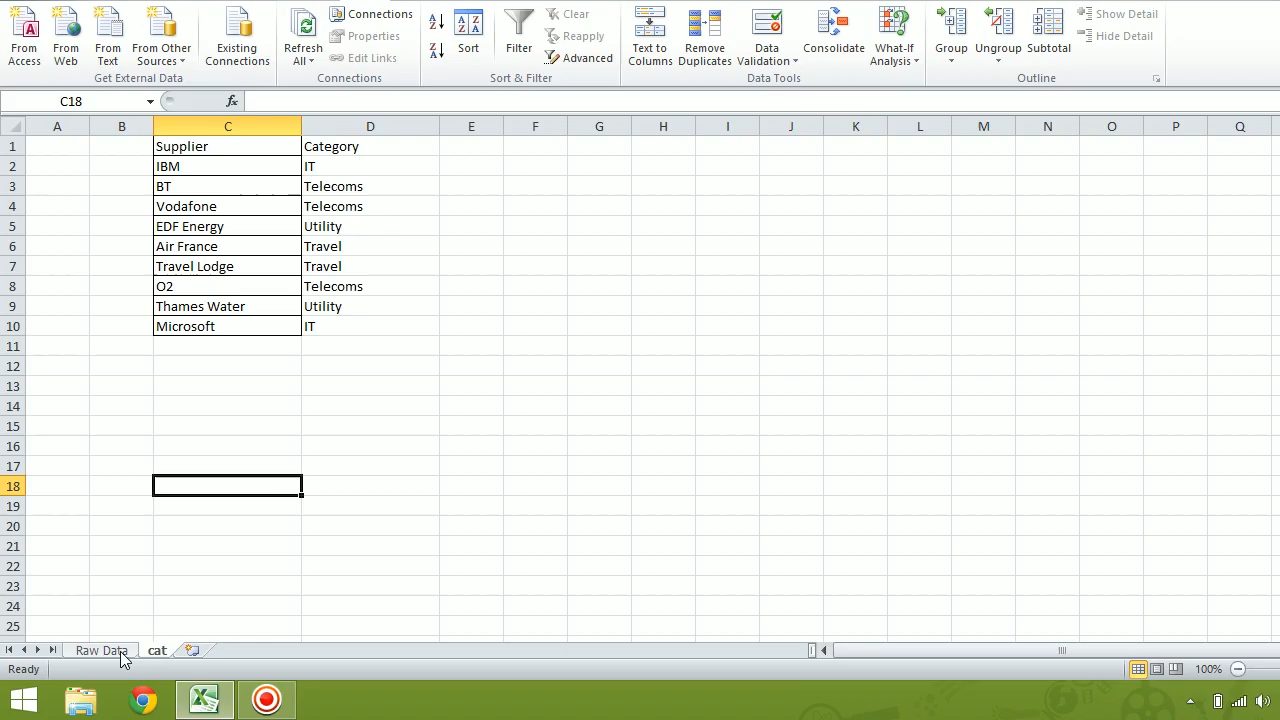 From Access
From Web
From Text
From Other Sources
Existing Connections
Get External Data
Refresh All
Connections
Properties
Edit Links
Connections
A Z
Z A
Sort
Filter
Clear
Reapply
Advanced
Sort & Filter
Text to Columns
Remove Duplicates
Data Validation
Consolidate
What-If Analysis
Data Tools
Group
Ungroup
Subtotal
Show Detail
Hide Detail
Outline
C18 fx
A B C D E F G H I J K L M N O P Q
1 Supplier Category
2 IBM IT
3 BT Telecoms
4 Vodafone Telecoms
5 EDF Energy Utility
6 Air France Travel
7 Travel Lodge Travel
8 O2 Telecoms
9 Thames Water Utility
10 Microsoft IT
11
12
13
14
15
16
17
18
19
20
21
22
23
24
25
Raw Data cat
Ready 100%